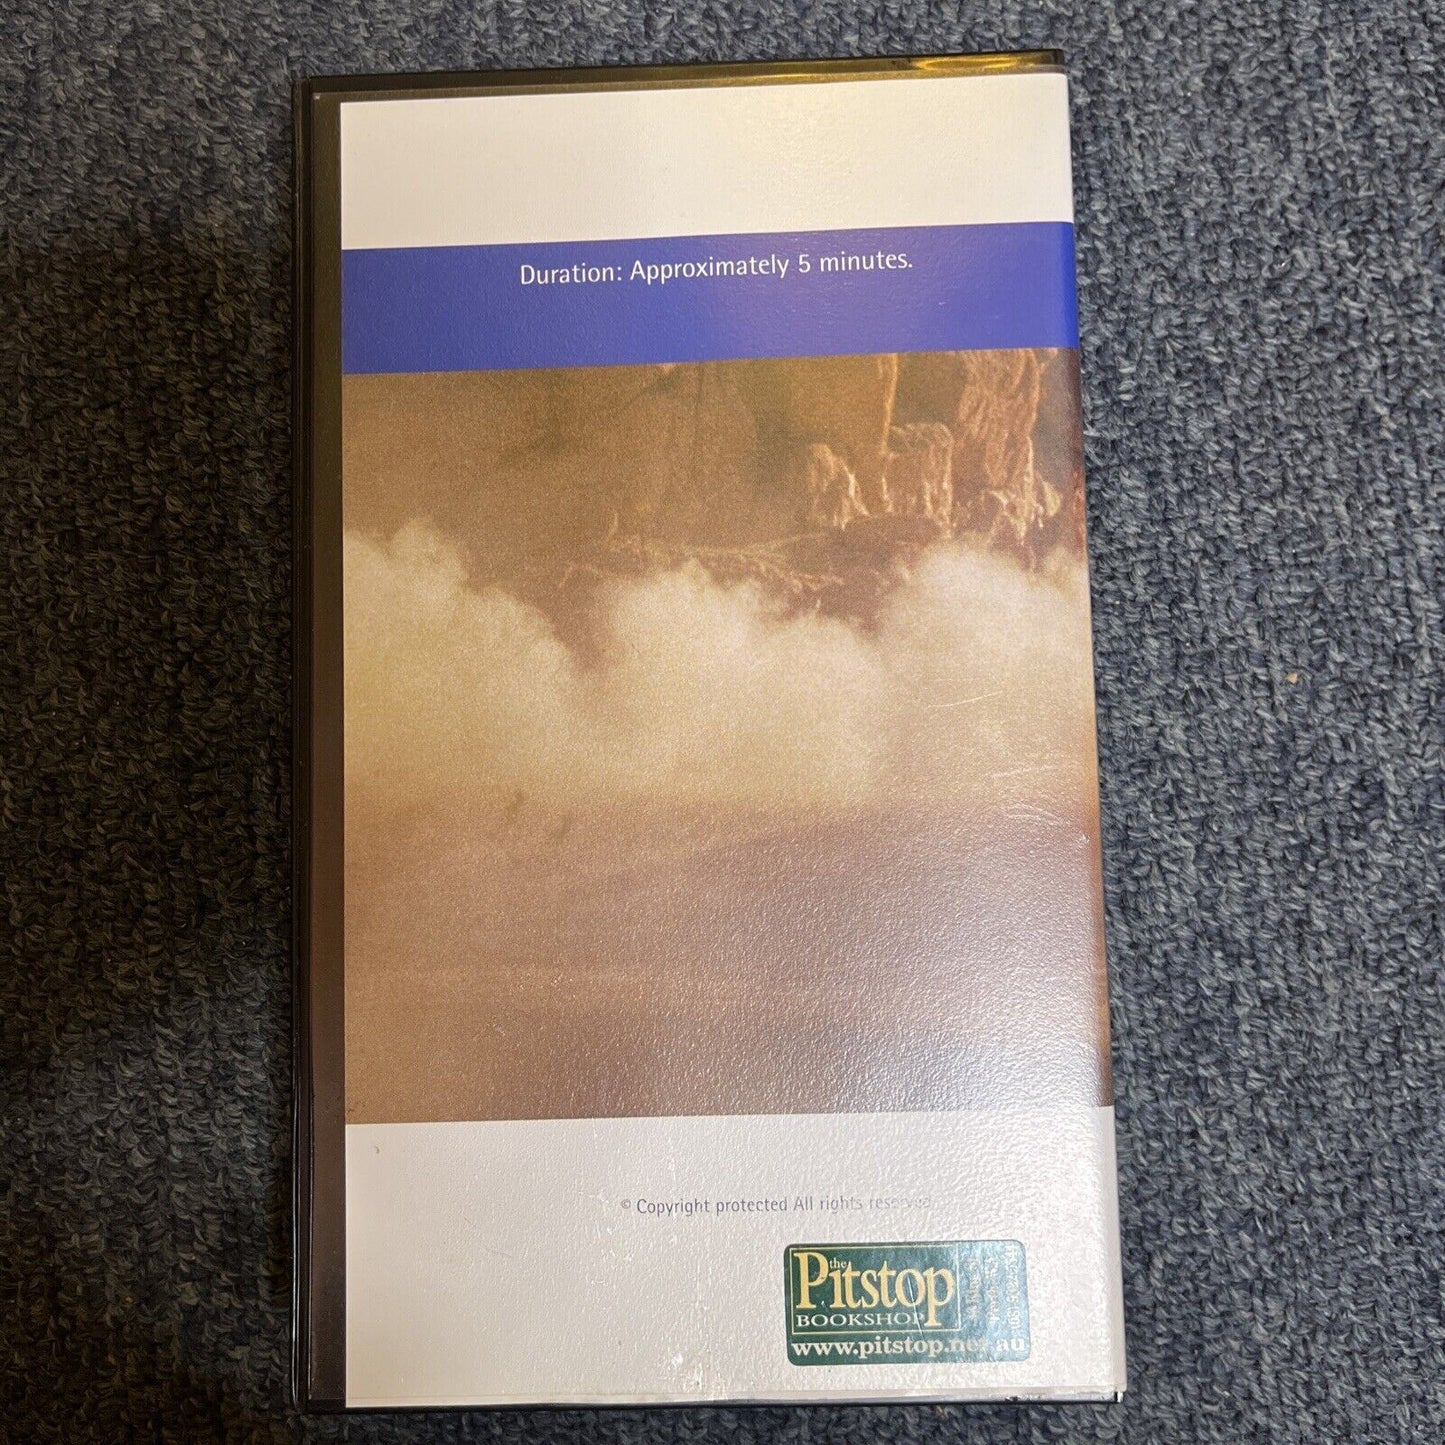 Duration: Approximately 5 minutes.
© Copyright protected All rights reserved
the
Pitstop
BOOKSHOP
www.pitstop.net.au